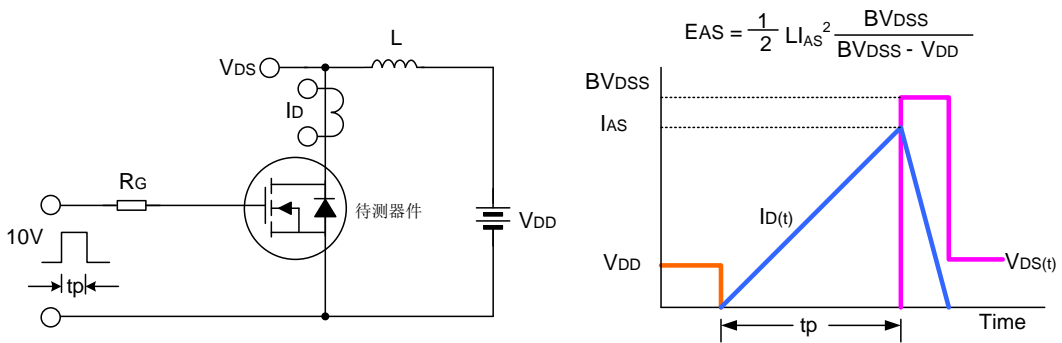 L
VDS
ID
RG
待测器件
10V
VDD
tp
EAS = 1/2 LIAS² BVDSS/(BVDSS - VDD)
BVDSS
IAS
ID(t)
VDD
VDS(t)
tp
Time